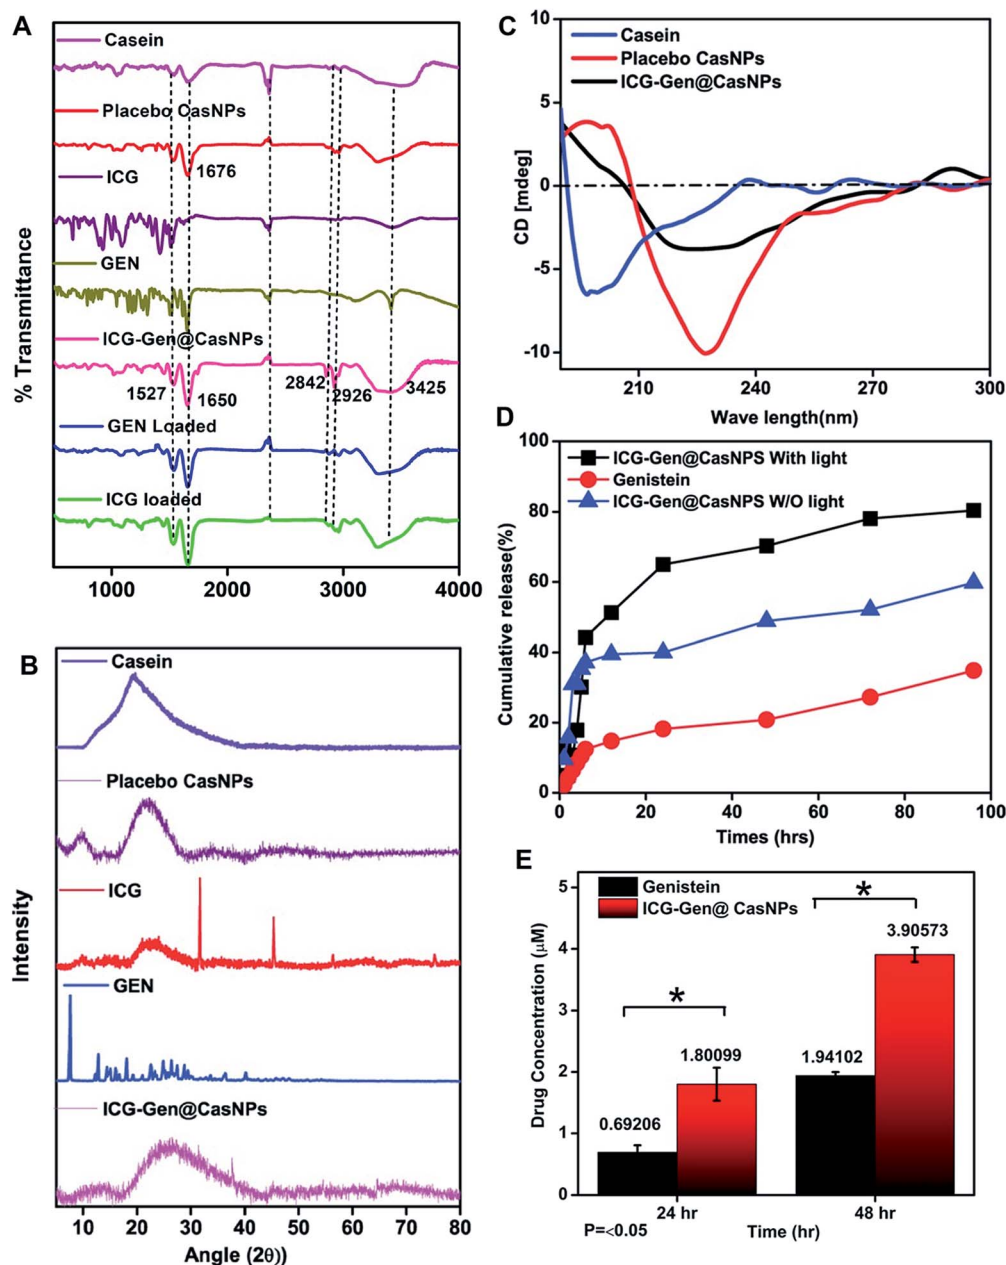 A
Casein
Placebo CasNPs
1676
ICG
GEN
ICG-Gen@CasNPs
1527
1650
2842
2926
3425
GEN Loaded
ICG loaded
% Transmittance
1000 2000 3000 4000
B
Casein
Placebo CasNPs
ICG
GEN
ICG-Gen@CasNPs
Intensity
10 20 30 40 50 60 70 80
Angle (2θ))
C
Casein
Placebo CasNPs
ICG-Gen@CasNPs
10
5
0
-5
-10
CD [mdeg]
210 240 270 300
Wave length(nm)
D
ICG-Gen@CasNPS With light
Genistein
ICG-Gen@CasNPS W/O light
100
80
60
40
20
0
Cumulative release(%)
0 20 40 60 80 100
Times (hrs)
E
Genistein
ICG-Gen@ CasNPs
5
4
3
2
1
0
Drug Concentration (μM)
*
*
0.69206
1.80099
1.94102
3.90573
24 hr 48 hr
P=<0.05
Time (hr)